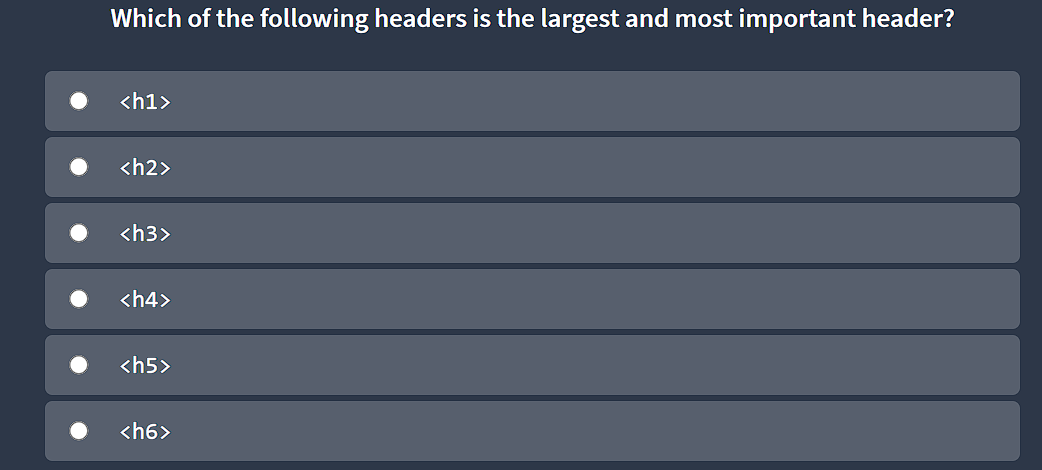 Which of the following headers is the largest and most important header?
<h1>
<h2>
<h3>
<h4>
<h5>
<h6>